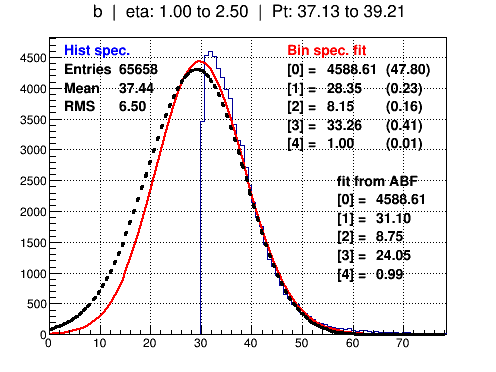 b | eta: 1.00 to 2.50 | Pt: 37.13 to 39.21
Hist spec.
Entries 65658
Mean 37.44
RMS 6.50
Bin spec. fit
[0] = 4588.61 (47.80)
[1] = 28.35 (0.23)
[2] = 8.15 (0.16)
[3] = 33.26 (0.41)
[4] = 1.00 (0.01)
fit from ABF
[0] = 4588.61
[1] = 31.10
[2] = 8.75
[3] = 24.05
[4] = 0.99
4500
4000
3500
3000
2500
2000
1500
1000
500
0
0 10 20 30 40 50 60 70